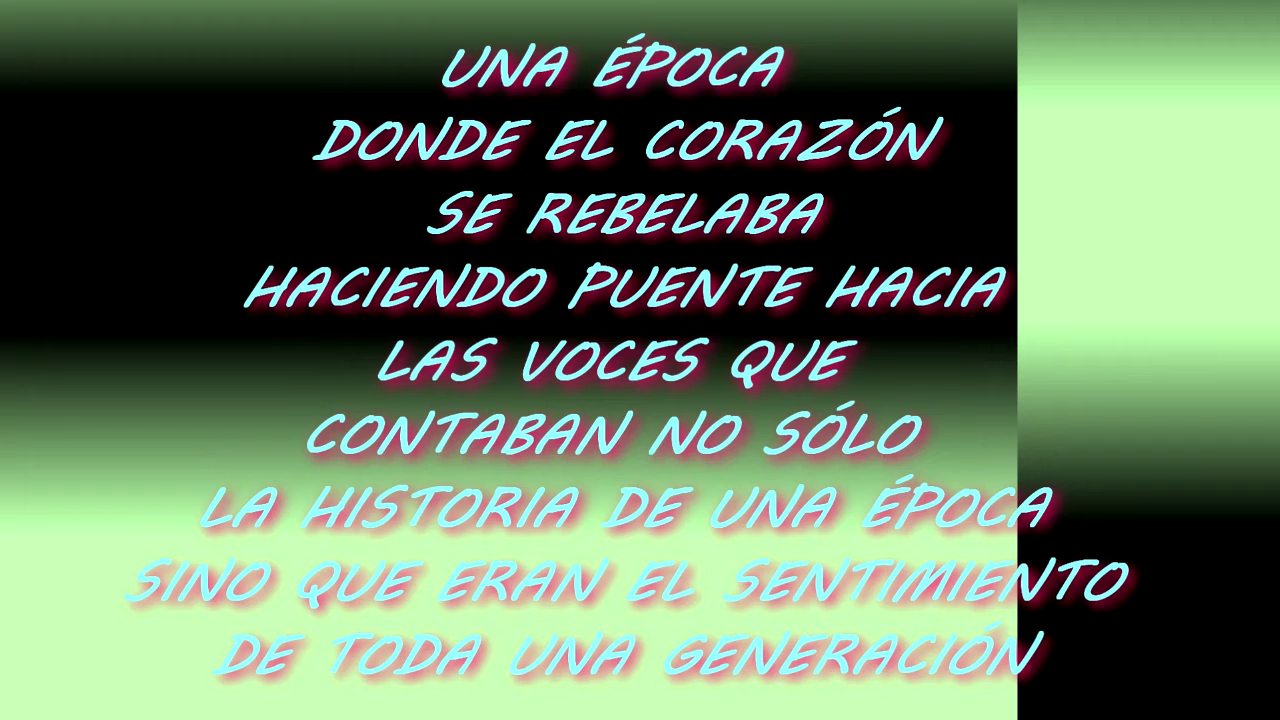 UNA ÉPOCA
DONDE EL CORAZÓN
SE REBELABA
HACIENDO PUENTE HACIA
LAS VOCES QUE
CONTABAN NO SÓLO
LA HISTORIA DE UNA ÉPOCA
SINO QUE ERAN EL SENTIMIENTO
DE TODA UNA GENERACIÓN